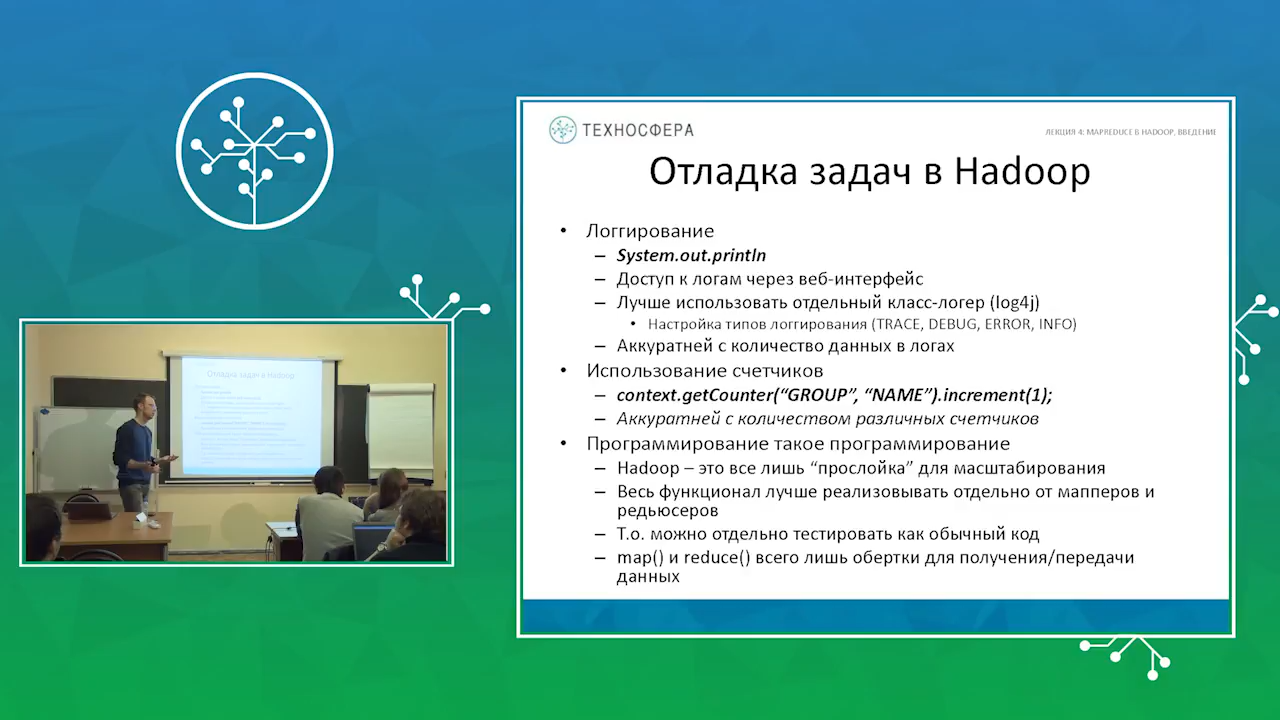 ТЕХНОСФЕРА
ЛЕКЦИЯ 4: MAPREDUCE В HADOOP, ВВЕДЕНИЕ
Отладка задач в Hadoop
• Логгирование
– System.out.println
– Доступ к логам через веб-интерфейс
– Лучше использовать отдельный класс-логер (log4j)
• Настройка типов логгирования (TRACE, DEBUG, ERROR, INFO)
– Аккуратней с количество данных в логах
• Использование счетчиков
– context.getCounter(“GROUP”, “NAME”).increment(1);
– Аккуратней с количеством различных счетчиков
• Программирование такое программирование
– Hadoop – это все лишь “прослойка” для масштабирования
– Весь функционал лучше реализовывать отдельно от мапперов и
редьюсеров
– Т.о. можно отдельно тестировать как обычный код
– map() и reduce() всего лишь обертки для получения/передачи
данных
Отладка задач в Hadoop